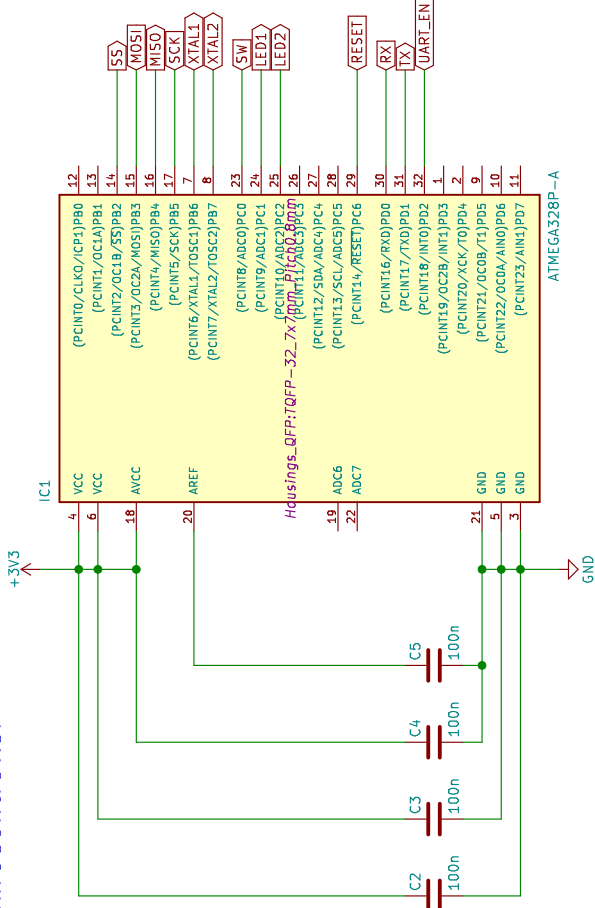 SS
MOSI
MISO
SCK
XTAL1
XTAL2
SW
LED1
LED2
RESET
RX
TX
UART_EN
12 (PCINT0/CLKO/ICP1)PB0
13 (PCINT1/OC1A)PB1
14 (PCINT2/OC1B/SS)PB2
15 (PCINT3/OC2A/MOSI)PB3
16 (PCINT4/MISO)PB4
17 (PCINT5/SCK)PB5
7 (PCINT6/XTAL1/TOSC1)PB6
8 (PCINT7/XTAL2/TOSC2)PB7
23 (PCINT8/ADC0)PC0
24 (PCINT9/ADC1)PC1
25 (PCINT10/ADC2)PC2
26 (PCINT11/ADC3)PC3
27 (PCINT12/SDA/ADC4)PC4
28 (PCINT13/SCL/ADC5)PC5
29 (PCINT14/RESET)PC6
30 (PCINT16/RXD)PD0
31 (PCINT17/TXD)PD1
32 (PCINT18/INT0)PD2
1 (PCINT19/OC2B/INT1)PD3
2 (PCINT20/XCK/T0)PD4
9 (PCINT21/OC0B/T1)PD5
10 (PCINT22/OC0A/AIN0)PD6
11 (PCINT23/AIN1)PD7
ATMEGA328P-A
Housings_QFP:TQFP-32_7x7mm_Pitch0.8mm
IC1
4 VCC
6 VCC
18 AVCC
20 AREF
19 ADC6
22 ADC7
21 GND
5 GND
3 GND
+3V3
GND
C5
100n
C4
100n
C3
100n
C2
100n